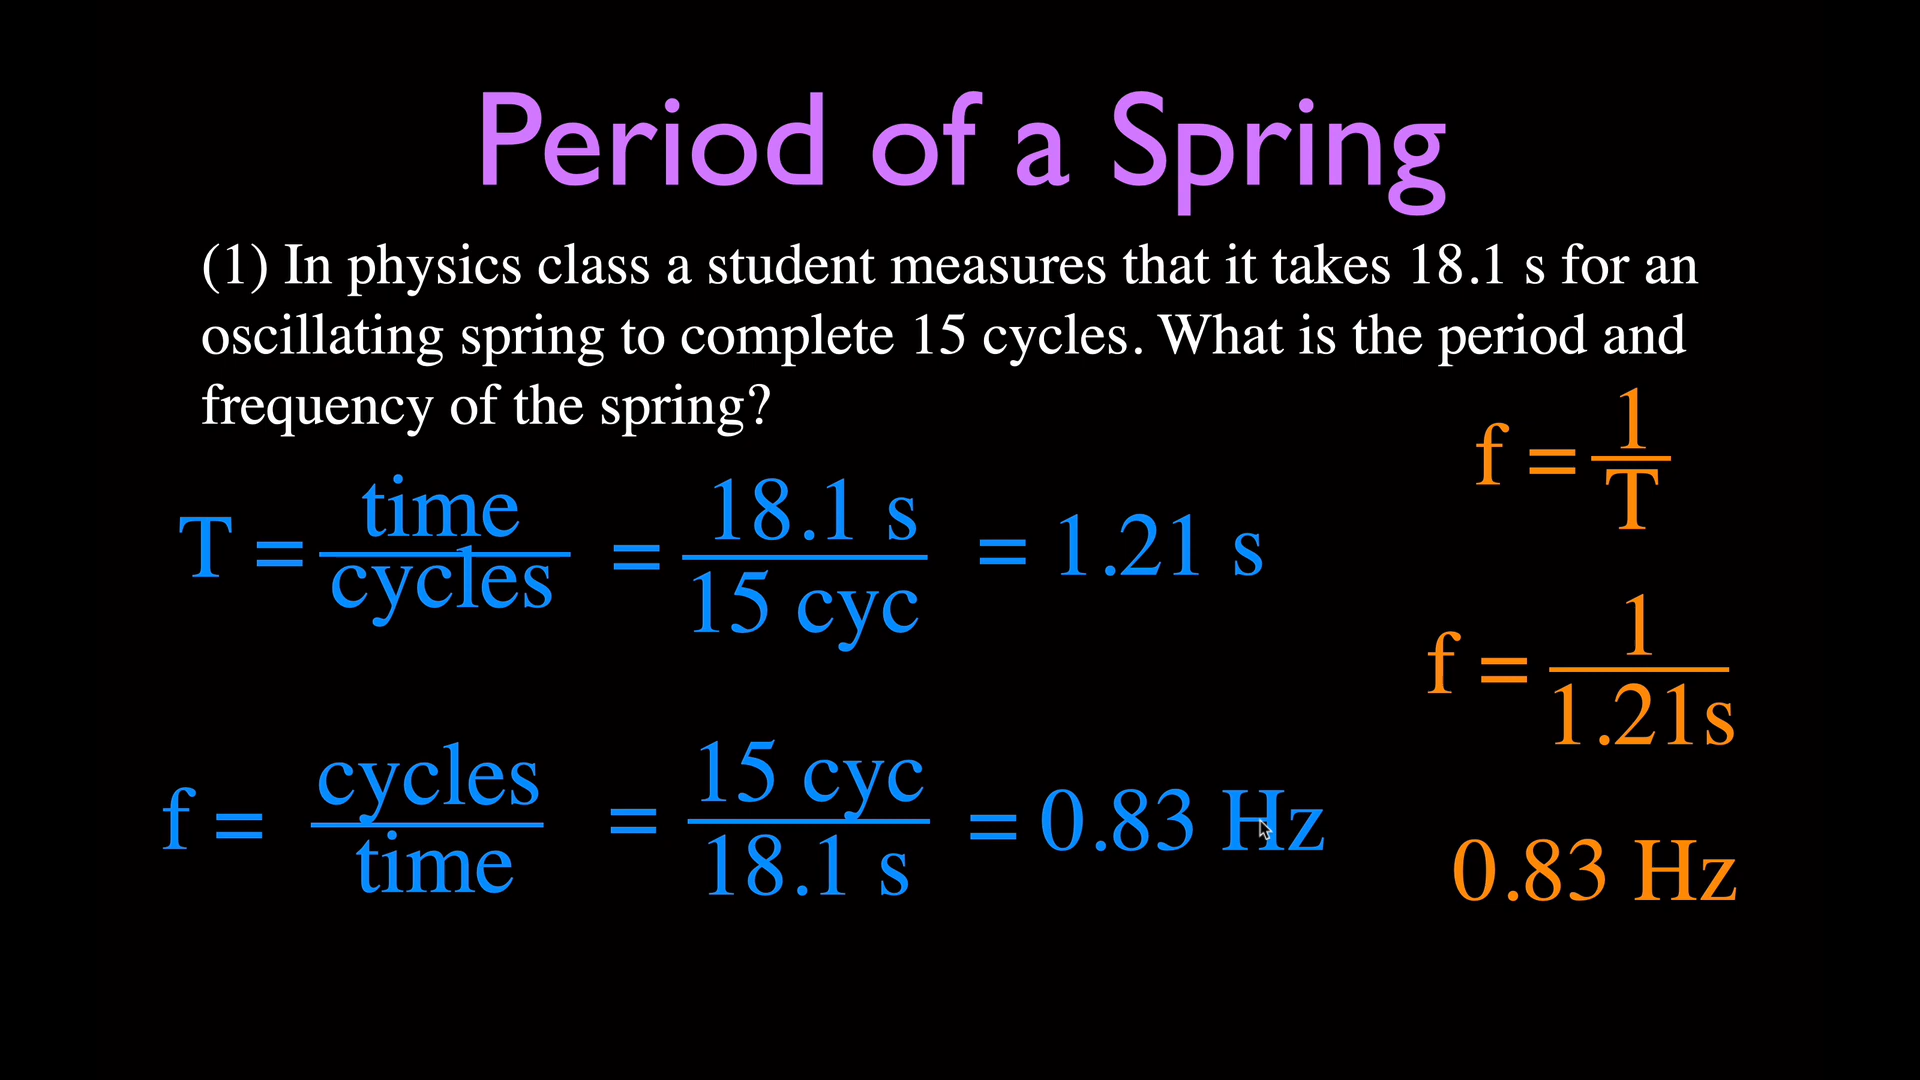 Period of a Spring
(1) In physics class a student measures that it takes 18.1 s for an
oscillating spring to complete 15 cycles. What is the period and
frequency of the spring?
T = time / cycles = 18.1 s / 15 cyc = 1.21 s
f = cycles / time = 15 cyc / 18.1 s = 0.83 Hz
f = 1 / T
f = 1 / 1.21s
0.83 Hz